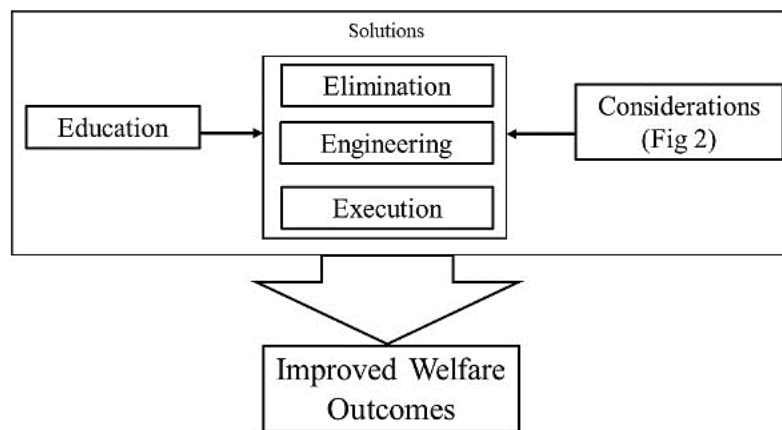 Solutions
Elimination
Education
Engineering
Execution
Considerations
(Fig 2)
Improved Welfare
Outcomes